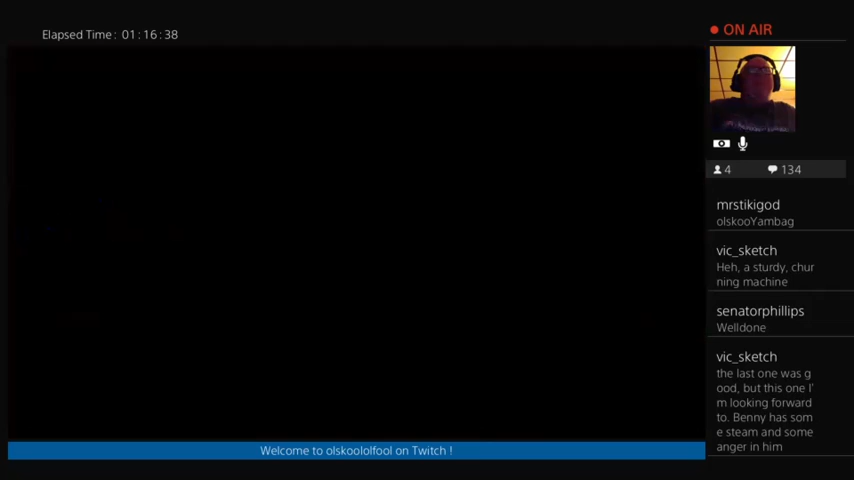 Elapsed Time : 01 : 16 : 38
ON AIR
4
134
mrstikigod
olskooYambag
vic_sketch
Heh, a sturdy, chur
ning machine
senatorphillips
Welldone
vic_sketch
the last one was g
ood, but this one I'
m looking forward
to. Benny has som
e steam and some
anger in him
Welcome to olskoololfool on Twitch !